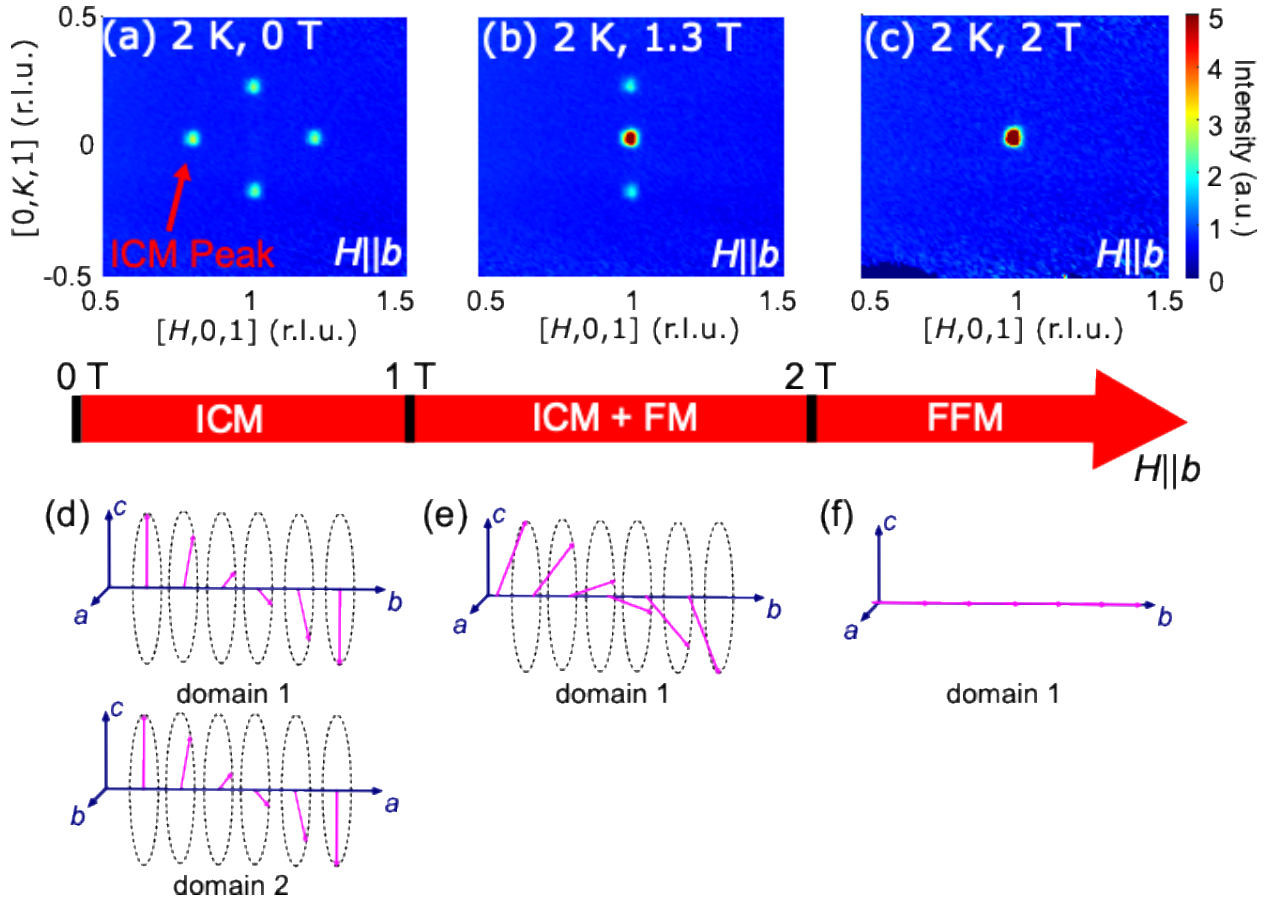 (a) 2 K, 0 T
(b) 2 K, 1.3 T
(c) 2 K, 2 T
[0,K,1] (r.l.u.)
0.5
0
-0.5
ICM Peak
H||b
H||b
H||b
0.5 1 1.5
0.5 1 1.5
0.5 1 1.5
[H,0,1] (r.l.u.)
[H,0,1] (r.l.u.)
[H,0,1] (r.l.u.)
5
4
3
2
1
0
Intensity (a.u.)
0 T 1 T 2 T
ICM ICM + FM FFM
H||b
(d)
c
a
b
domain 1
c
b
a
domain 2
(e)
c
a
b
domain 1
(f)
c
a
b
domain 1